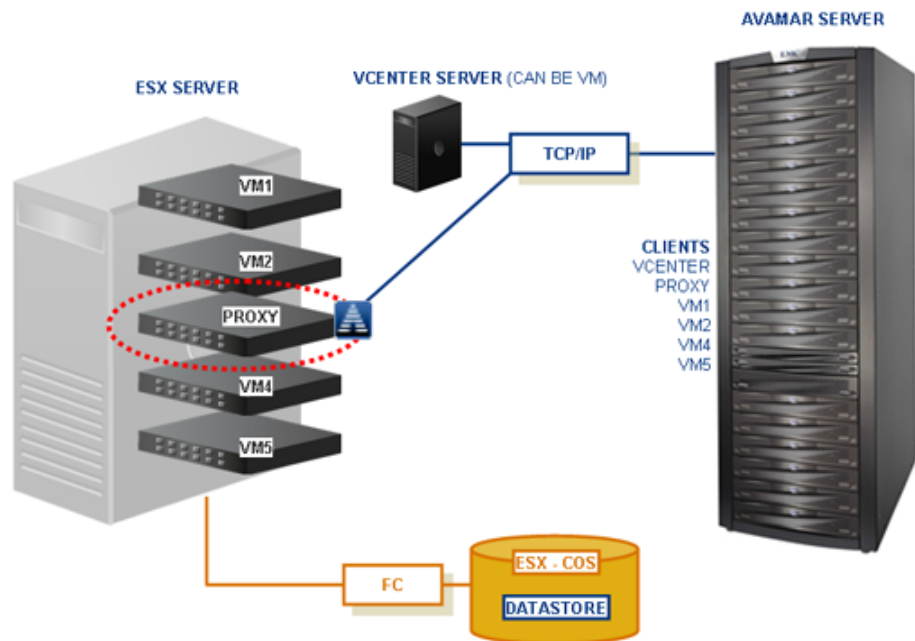 AVAMAR SERVER
VCENTER SERVER (CAN BE VM)
ESX SERVER
TCP/IP
VM1
VM2
PROXY
VM4
VM5
CLIENTS
VCENTER
PROXY
VM1
VM2
VM4
VM5
FC
ESX - COS
DATASTORE